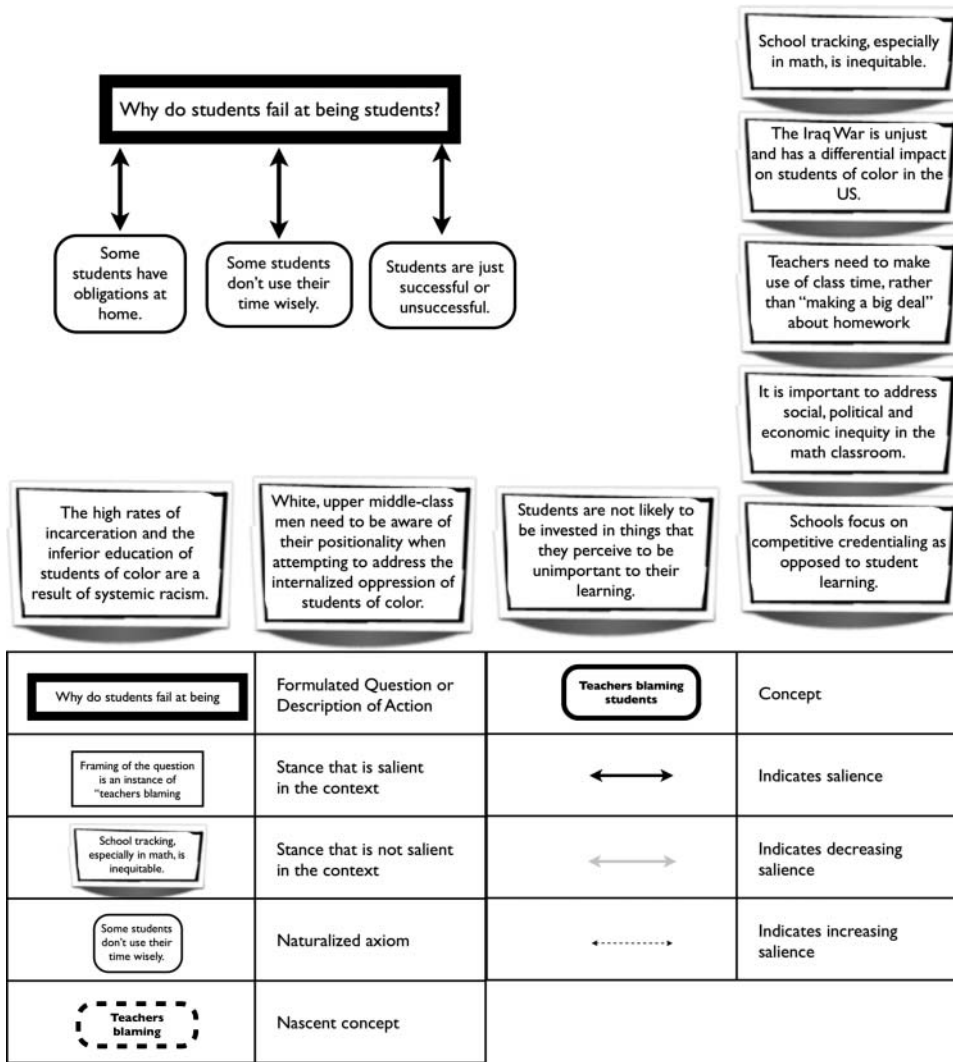 School tracking, especially
in math, is inequitable.
Why do students fail at being students?
The Iraq War is unjust
and has a differential impact
on students of color in the
US.
Some
students have
obligations at
home.
Some students
don't use their
time wisely.
Students are just
successful or
unsuccessful.
Teachers need to make
use of class time, rather
than "making a big deal"
about homework
It is important to address
social, political and
economic inequity in the
math classroom.
The high rates of
incarceration and the
inferior education of
students of color are a
result of systemic racism.
White, upper middle-class
men need to be aware of
their positionality when
attempting to address the
internalized oppression of
students of color.
Students are not likely to
be invested in things that
they perceive to be
unimportant to their
learning.
Schools focus on
competitive credentialing as
opposed to student
learning.
Why do students fail at being
Formulated Question or
Description of Action
Teachers blaming
students
Concept
Framing of the question
is an instance of
"teachers blaming
Stance that is salient
in the context
Indicates salience
School tracking,
especially in math, is
inequitable.
Stance that is not salient
in the context
Indicates decreasing
salience
Some students
don't use their
time wisely.
Naturalized axiom
Indicates increasing
salience
Teachers
blaming
Nascent concept